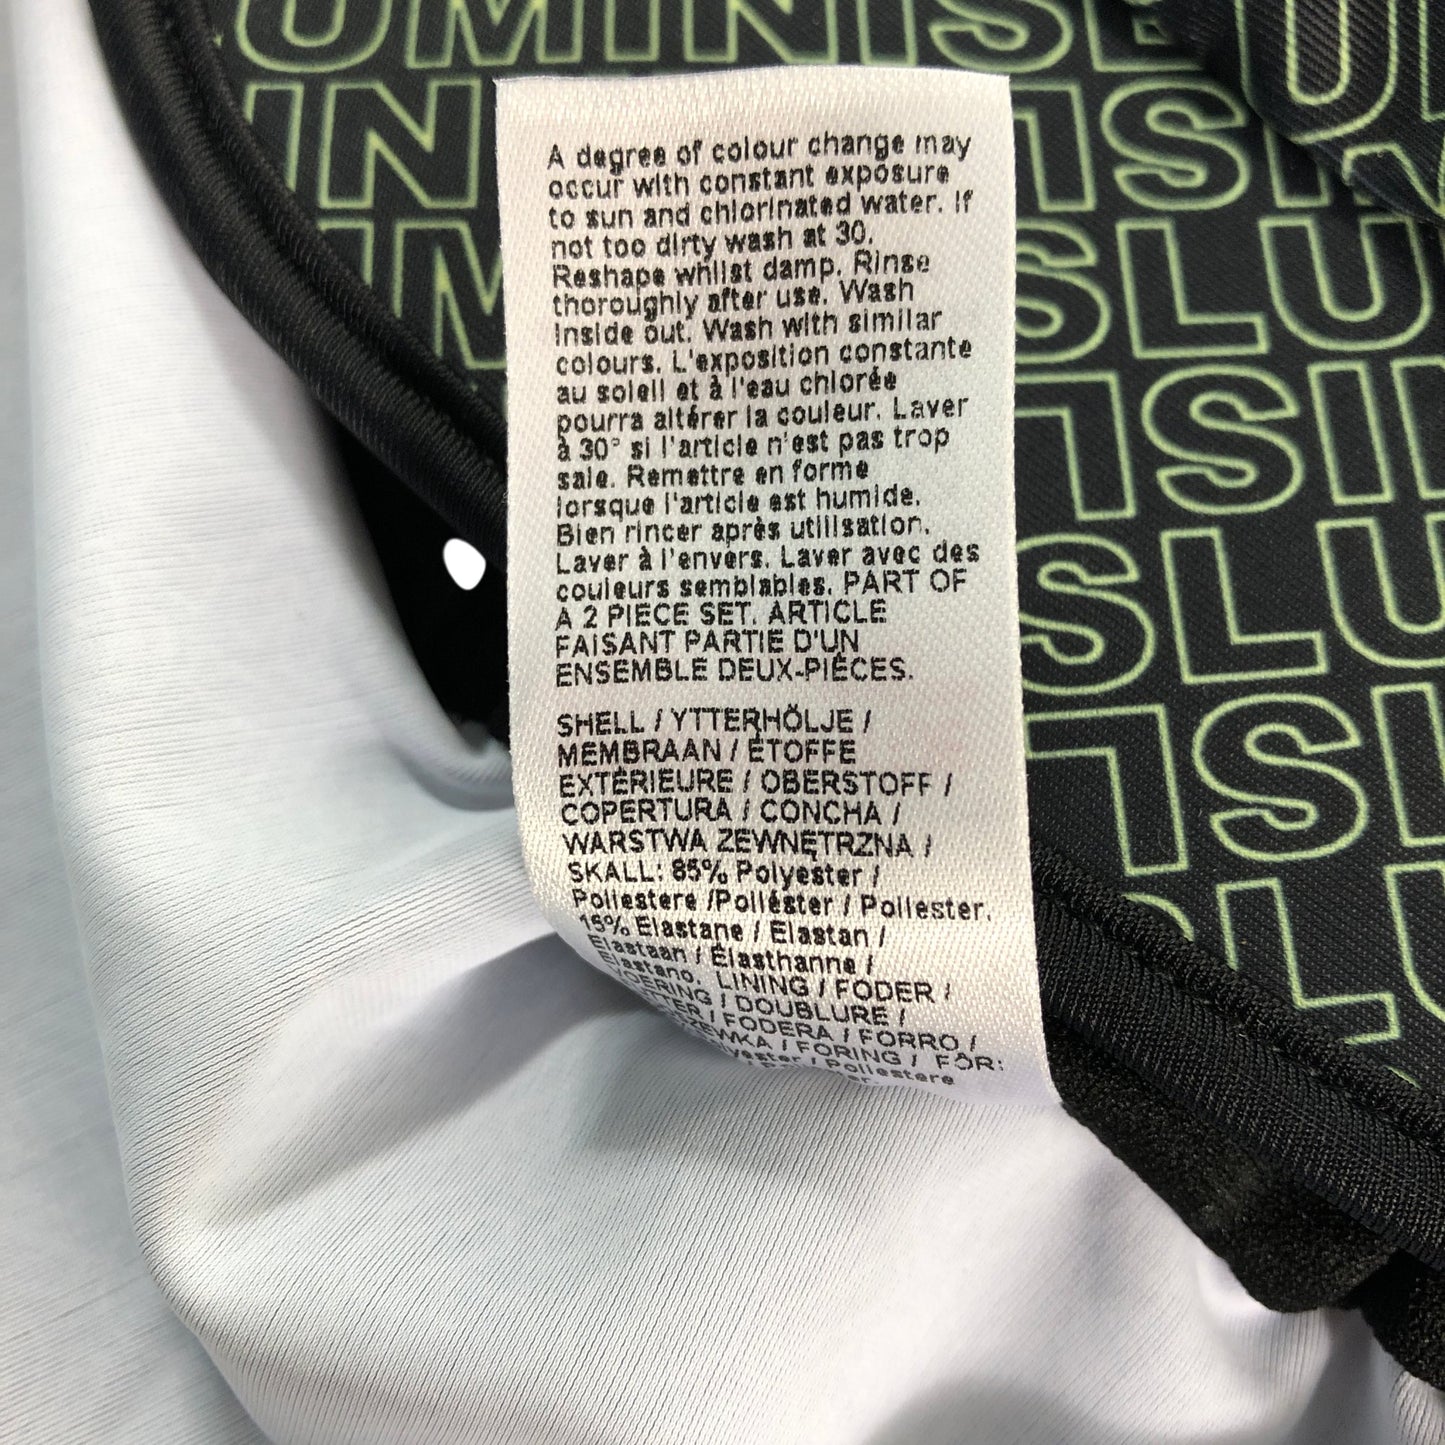 LUMINISE
A degree of colour change may
occur with constant exposure
to sun and chlorinated water. If
not too dirty wash at 30.
Reshape whilst damp. Rinse
thoroughly after use. Wash
inside out. Wash with similar
colours. L'exposition constante
au soleil et à l'eau chlorée
pourra altérer la couleur. Laver
à 30° si l'article n'est pas trop
sale. Remettre en forme
lorsque l'article est humide.
Bien rincer après utilisation.
Laver à l'envers. Laver avec des
couleurs semblables. PART OF
A 2 PIECE SET. ARTICLE
FAISANT PARTIE D'UN
ENSEMBLE DEUX-PIÈCES.
SHELL / YTTERHÖLJE /
MEMBRAAN / ÉTOFFE
EXTÉRIEURE / OBERSTOFF /
COPERTURA / CONCHA /
WARSTWA ZEWNĘTRZNA /
SKALL: 85% Polyester /
Poliestere /Poliéster / Poliester.
15% Elastane / Elastan /
Elastaan / Élasthanne /
Elastano. LINING / FODER /
VOERING / DOUBLURE /
/ FODERA / FORRO /
/ FORING / FÔR:
/ Poliestere